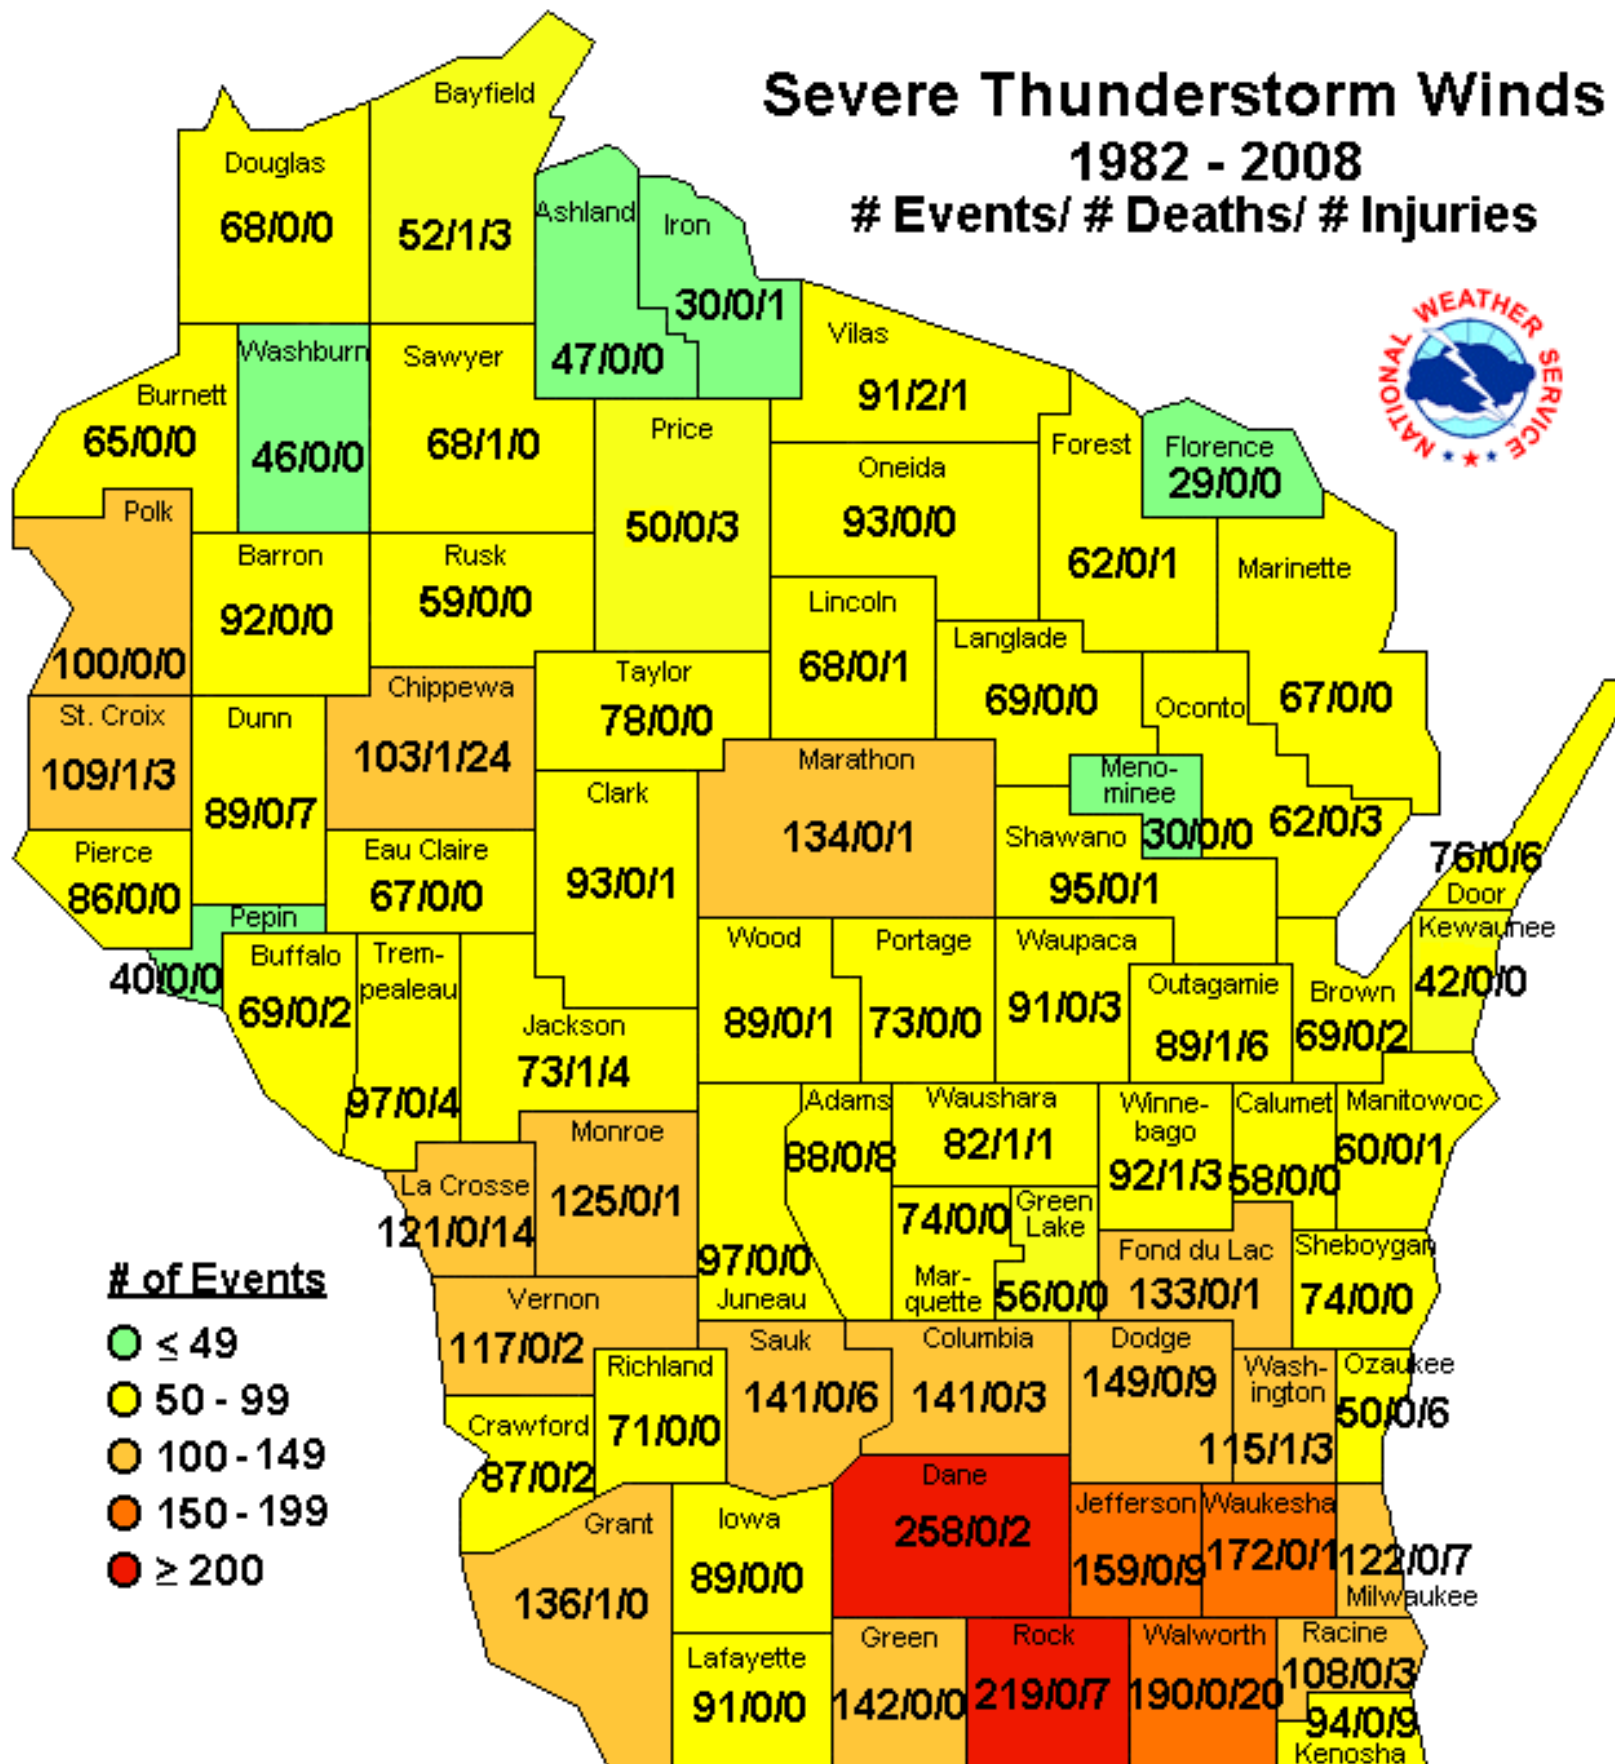 Severe Thunderstorm Winds
1982 - 2008
# Events/ # Deaths/ # Injuries
NATIONAL WEATHER SERVICE
Bayfield
52/1/3
Douglas
68/0/0
Ashland
47/0/0
Iron
30/0/1
Vilas
91/2/1
Washburn
46/0/0
Sawyer
68/1/0
Burnett
65/0/0
Price
50/0/3
Oneida
93/0/0
Forest
62/0/1
Florence
29/0/0
Marinette
67/0/0
Polk
100/0/0
Barron
92/0/0
Rusk
59/0/0
Lincoln
68/0/1
Langlade
69/0/0
Taylor
78/0/0
Chippewa
103/1/24
Oconto
62/0/3
St. Croix
109/1/3
Dunn
89/0/7
Marathon
134/0/1
Meno-
minee
30/0/0
Clark
93/0/1
Shawano
95/0/1
Pierce
86/0/0
Eau Claire
67/0/0
76/0/6
Door
Pepin
40/0/0
Buffalo
69/0/2
Trem-
pealeau
97/0/4
Jackson
73/1/4
Wood
89/0/1
Portage
73/0/0
Waupaca
91/0/3
Outagamie
89/1/6
Brown
69/0/2
Kewaunee
42/0/0
Monroe
125/0/1
Adams
88/0/8
Waushara
82/1/1
Winne-
bago
92/1/3
Calumet
58/0/0
Manitowoc
60/0/1
La Crosse
121/0/14
97/0/0
Juneau
74/0/0
Mar-
quette
Green
Lake
56/0/0
Fond du Lac
133/0/1
Sheboygan
74/0/0
Vernon
117/0/2
Richland
71/0/0
Sauk
141/0/6
Columbia
141/0/3
Dodge
149/0/9
Wash-
ington
115/1/3
Ozaukee
50/0/6
Crawford
87/0/2
Grant
136/1/0
Iowa
89/0/0
Dane
258/0/2
Jefferson
159/0/9
Waukesha
172/0/1
122/0/7
Milwaukee
Lafayette
91/0/0
Green
142/0/0
Rock
219/0/7
Walworth
190/0/20
Racine
108/0/3
94/0/9
Kenosha
# of Events
≤ 49
50 - 99
100 - 149
150 - 199
≥ 200